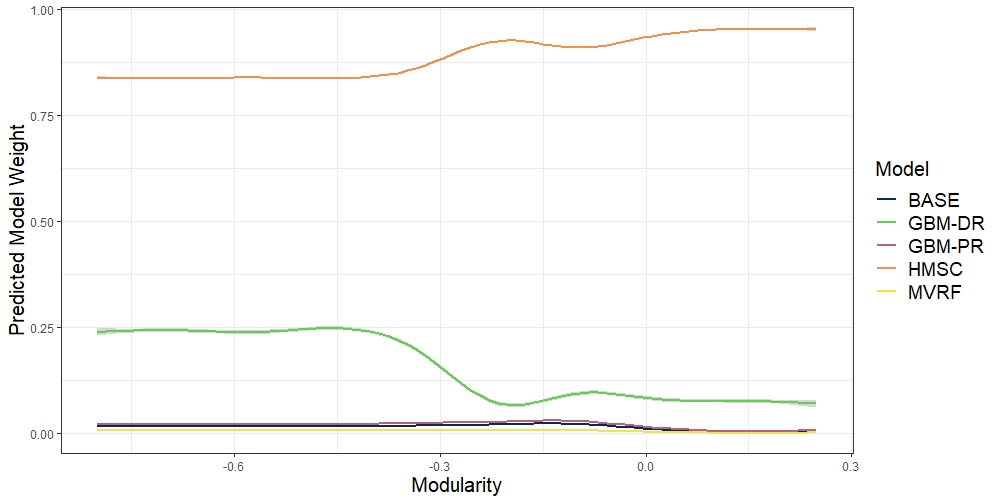 1.00
0.75
0.50
0.25
0.00
Predicted Model Weight
-0.6
-0.3
0.0
0.3
Modularity
Model
BASE
GBM-DR
GBM-PR
HMSC
MVRF